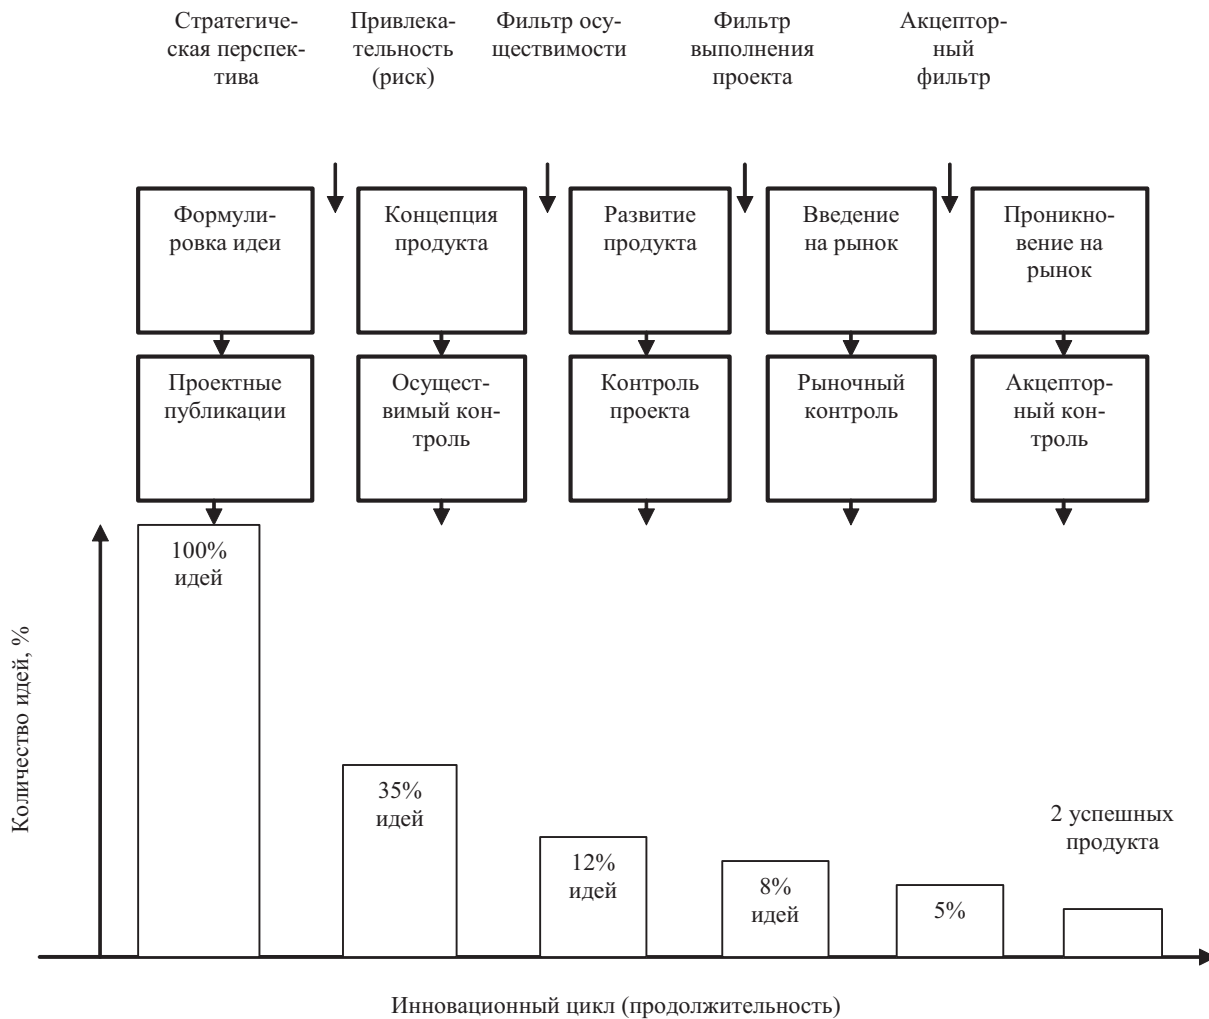 Стратегиче-
ская перспек-
тива
Привлека-
тельность
(риск)
Фильтр осу-
ществимости
Фильтр
выполнения
проекта
Акцептор-
ный
фильтр
Формули-
ровка идеи
Концепция
продукта
Развитие
продукта
Введение
на рынок
Проникно-
вение на
рынок
Проектные
публикации
Осущест-
вимый кон-
троль
Контроль
проекта
Рыночный
контроль
Акцептор-
ный кон-
троль
Количество идей, %
100%
идей
35%
идей
12%
идей
8%
идей
5%
2 успешных
продукта
Инновационный цикл (продолжительность)